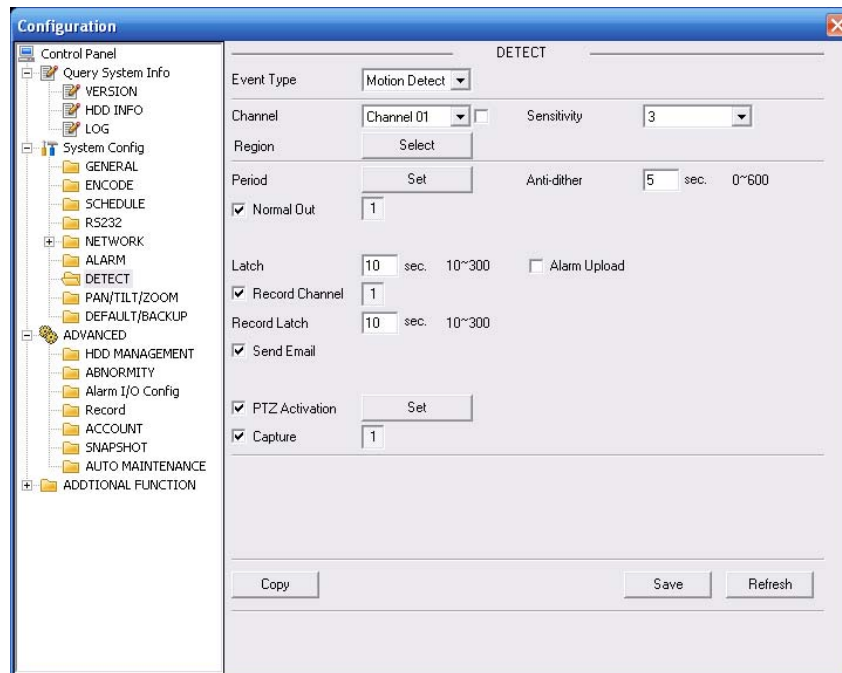 Configuration
Control Panel
Query System Info
VERSION
HDD INFO
LOG
System Config
GENERAL
ENCODE
SCHEDULE
RS232
NETWORK
ALARM
DETECT
PAN/TILT/ZOOM
DEFAULT/BACKUP
ADVANCED
HDD MANAGEMENT
ABNORMITY
Alarm I/O Config
Record
ACCOUNT
SNAPSHOT
AUTO MAINTENANCE
ADDTIONAL FUNCTION
DETECT
Event Type Motion Detect
Channel Channel 01 Sensitivity 3
Region Select
Period Set Anti-dither 5 sec. 0~600
Normal Out 1
Latch 10 sec. 10~300 Alarm Upload
Record Channel 1
Record Latch 10 sec. 10~300
Send Email
PTZ Activation Set
Capture 1
Copy Save Refresh